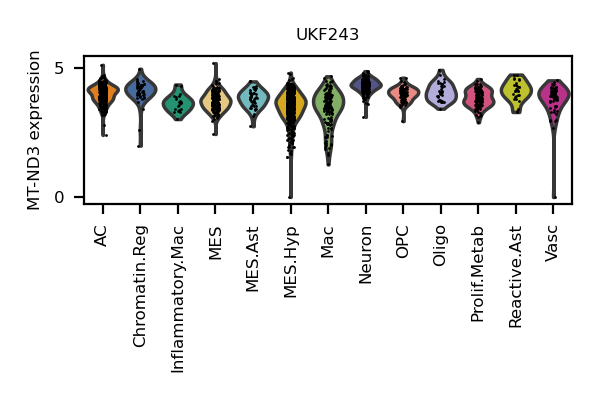 UKF243
MT-ND3 expression
5
0
AC
Chromatin.Reg
Inflammatory.Mac
MES
MES.Ast
MES.Hyp
Mac
Neuron
OPC
Oligo
Prolif.Metab
Reactive.Ast
Vasc